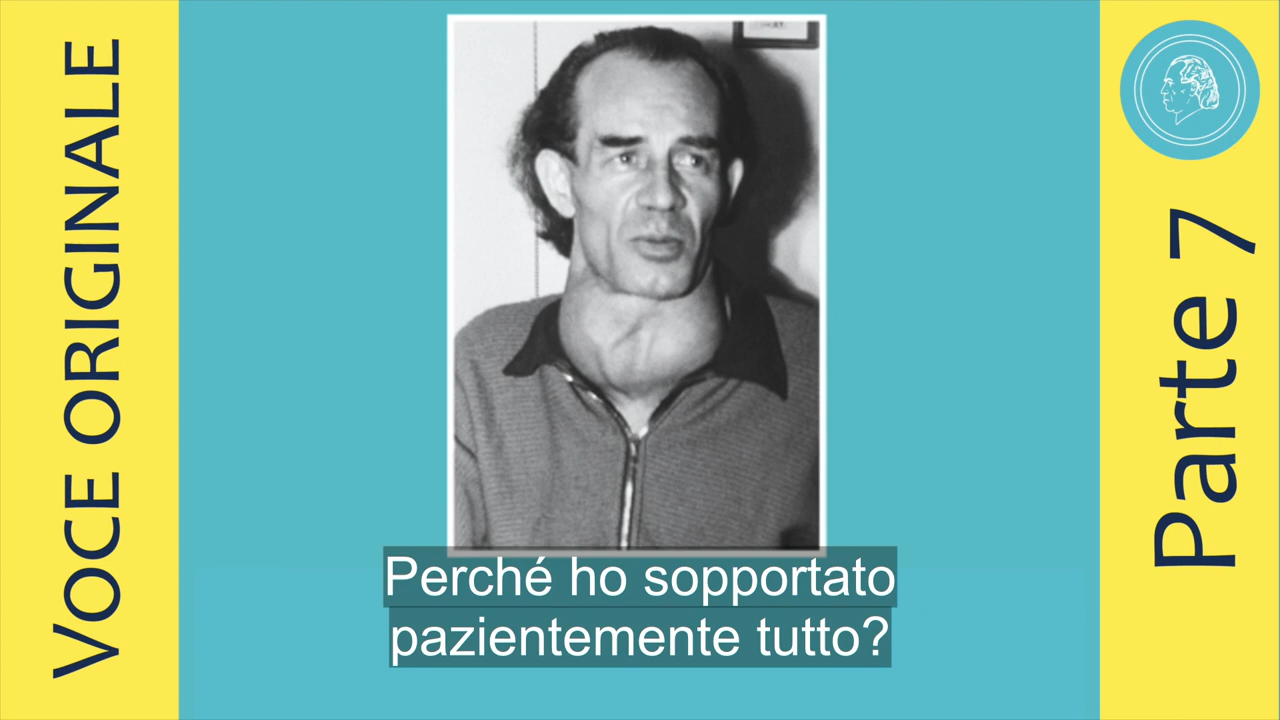 VOCE ORIGINALE
Perché ho sopportato
pazientemente tutto?
Parte 7